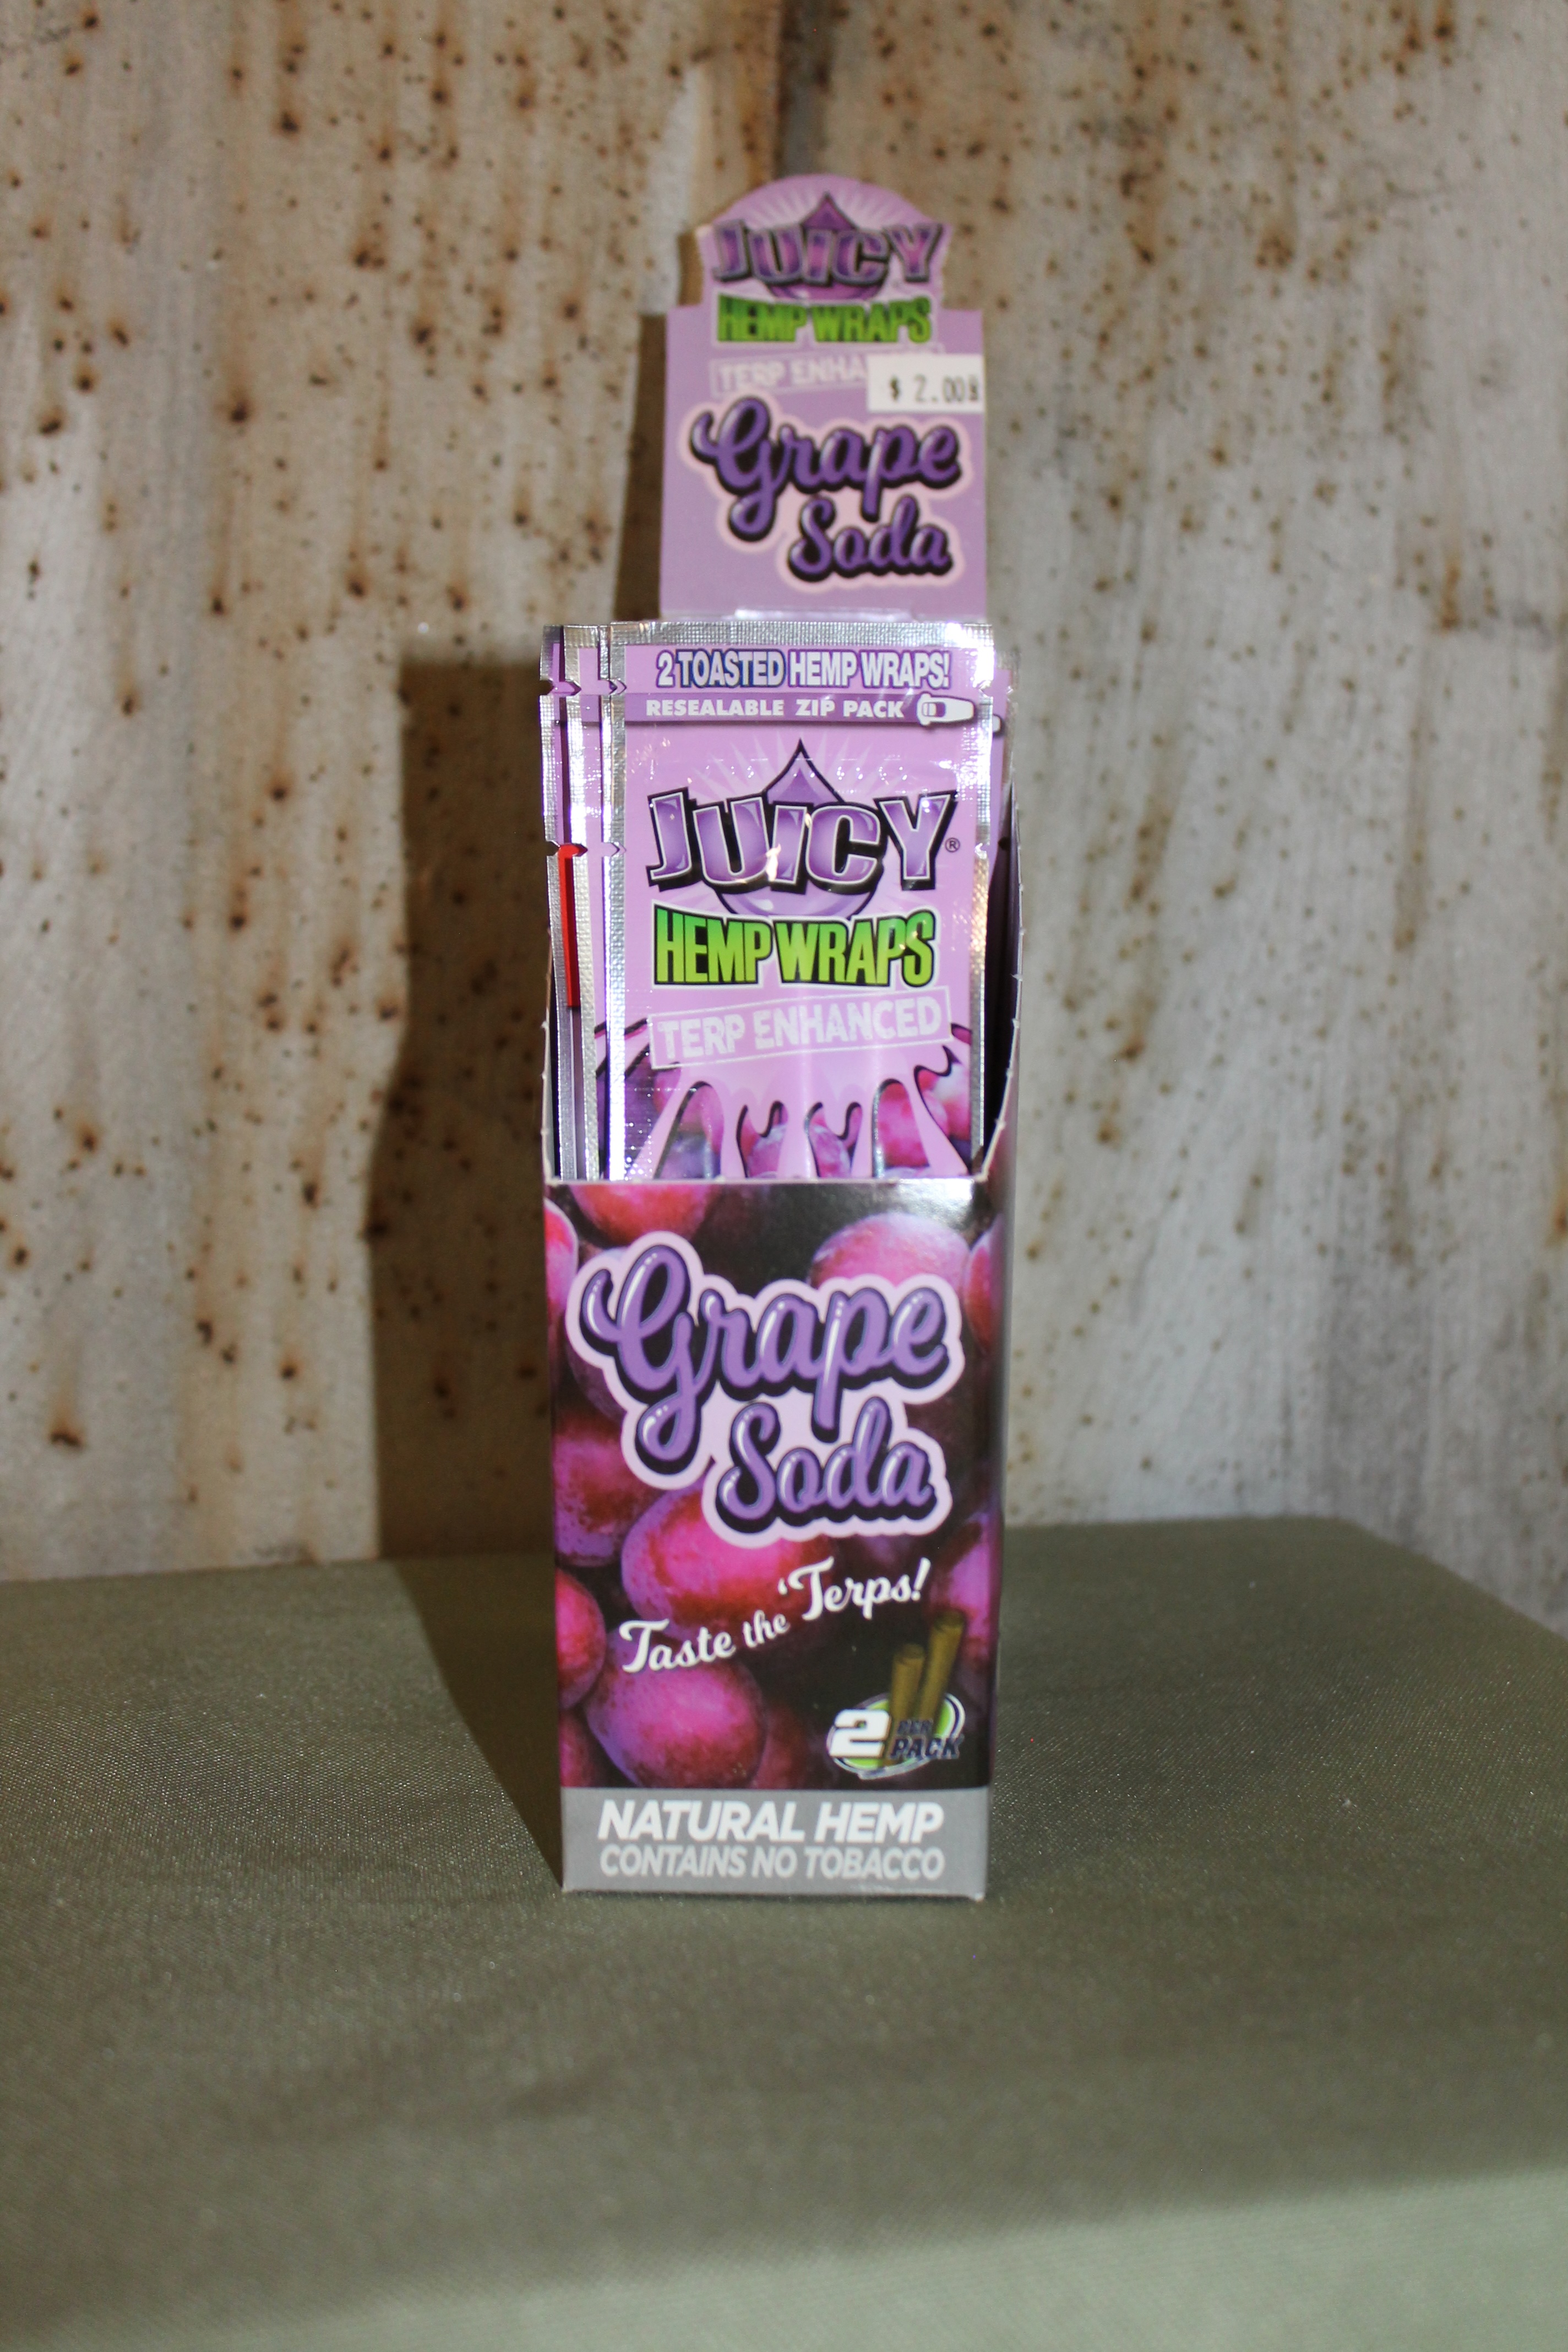 JUICY
HEMP WRAPS
TERP ENHA
$ 2.00
Grape
Soda
2 TOASTED HEMP WRAPS!
RESEALABLE ZIP PACK
JUICY®
HEMP WRAPS
TERP ENHANCED
Grape
Soda
Taste the 'Terps!
2 PER
PACK
NATURAL HEMP
CONTAINS NO TOBACCO